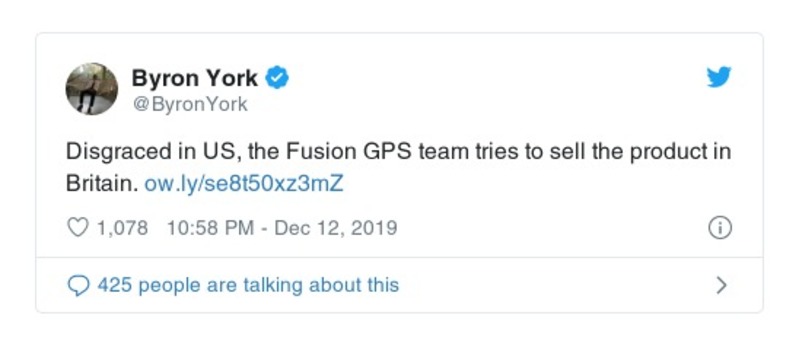 Byron York
@ByronYork
Disgraced in US, the Fusion GPS team tries to sell the product in
Britain. ow.ly/se8t50xz3mZ
1,078 10:58 PM - Dec 12, 2019
425 people are talking about this